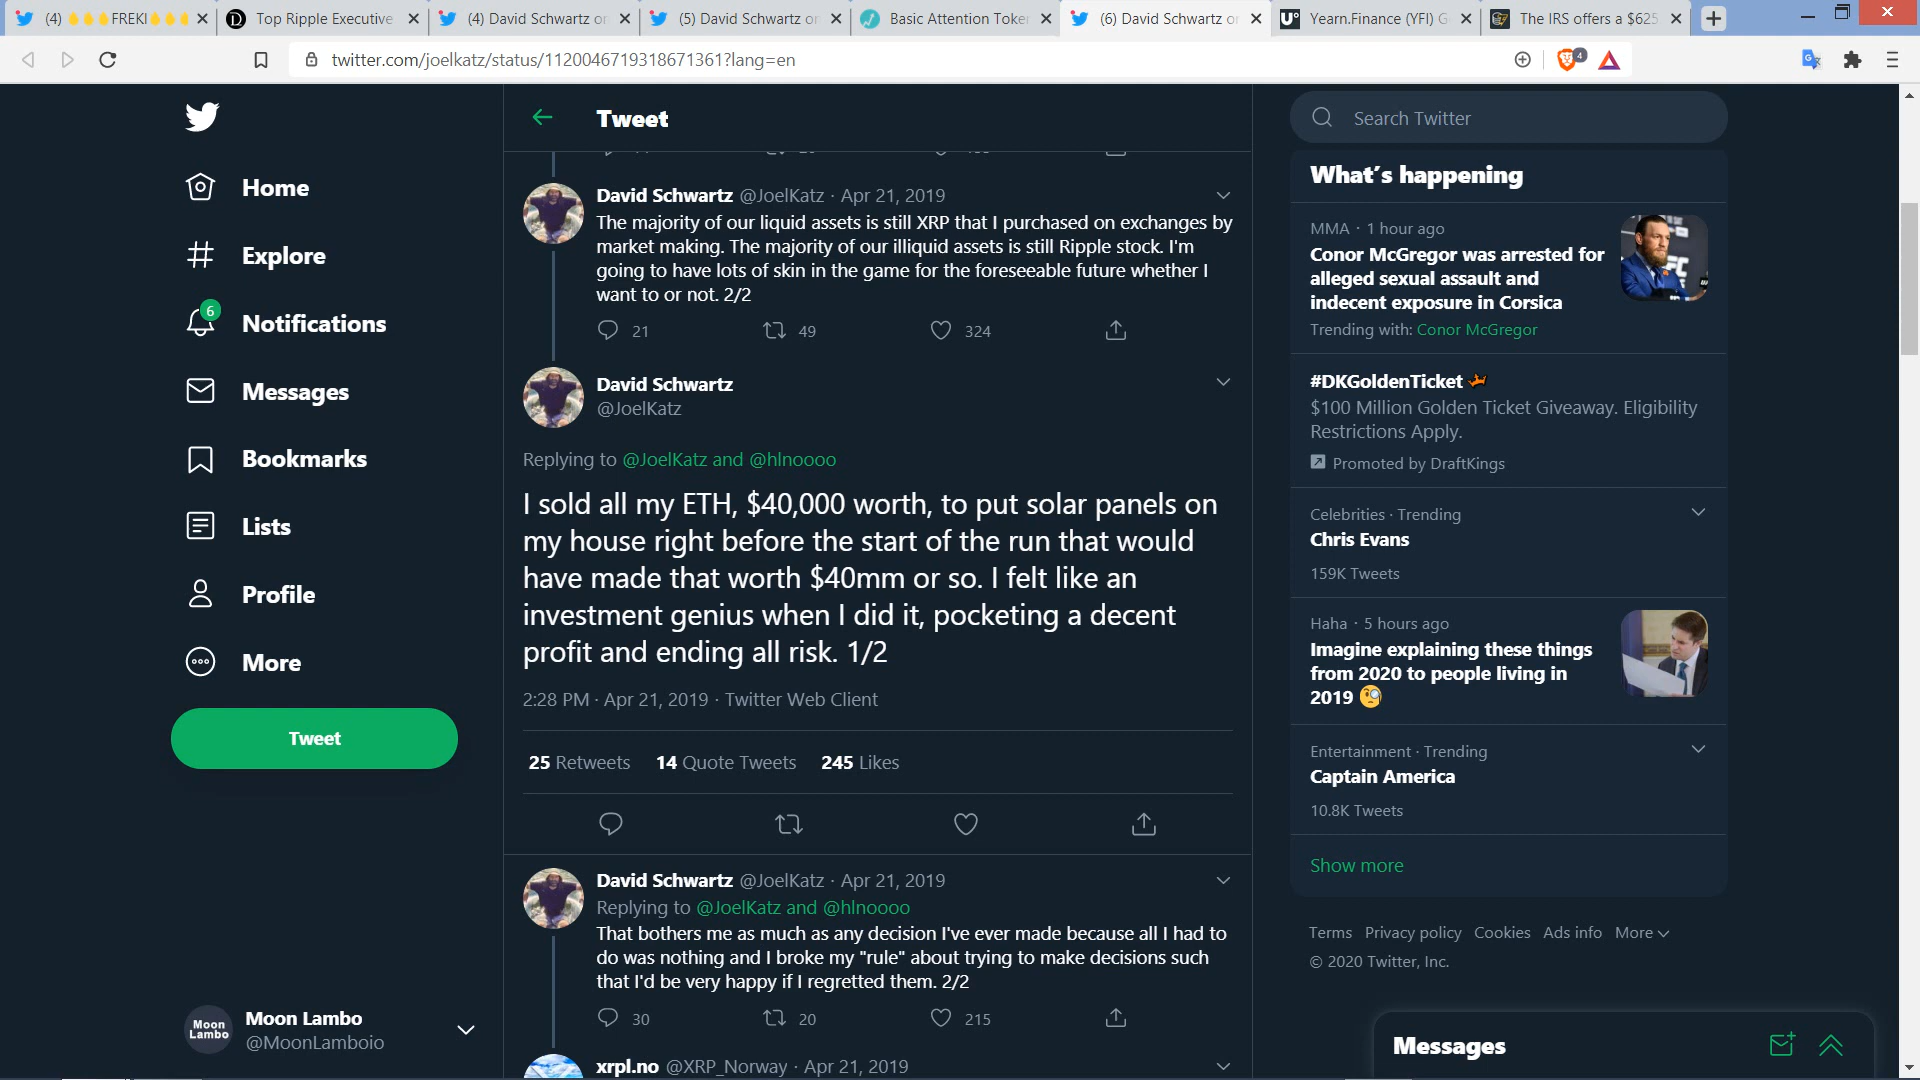 (4) 🔥🔥🔥FREKI🔥🔥🔥
Top Ripple Executive
(4) David Schwartz or
(5) David Schwartz on
Basic Attention Toke
(6) David Schwartz o
Yearn.Finance (YFI) G
The IRS offers a $625
twitter.com/joelkatz/status/1120046719318671361?lang=en
4
Home
Explore
6
Notifications
Messages
Bookmarks
Lists
Profile
More
Tweet
Moon Lambo
Moon Lambo
@MoonLamboio
Tweet
David Schwartz @JoelKatz · Apr 21, 2019
The majority of our liquid assets is still XRP that I purchased on exchanges by
market making. The majority of our illiquid assets is still Ripple stock. I'm
going to have lots of skin in the game for the foreseeable future whether I
want to or not. 2/2
21 49 324
David Schwartz
@JoelKatz
Replying to @JoelKatz and @hlnoooo
I sold all my ETH, $40,000 worth, to put solar panels on
my house right before the start of the run that would
have made that worth $40mm or so. I felt like an
investment genius when I did it, pocketing a decent
profit and ending all risk. 1/2
2:28 PM · Apr 21, 2019 · Twitter Web Client
25 Retweets 14 Quote Tweets 245 Likes
David Schwartz @JoelKatz · Apr 21, 2019
Replying to @JoelKatz and @hlnoooo
That bothers me as much as any decision I've ever made because all I had to
do was nothing and I broke my "rule" about trying to make decisions such
that I'd be very happy if I regretted them. 2/2
30 20 215
xrpl.no @XRP_Norway · Apr 21, 2019
Search Twitter
What's happening
MMA · 1 hour ago
Conor McGregor was arrested for
alleged sexual assault and
indecent exposure in Corsica
Trending with: Conor McGregor
#DKGoldenTicket
$100 Million Golden Ticket Giveaway. Eligibility
Restrictions Apply.
Promoted by DraftKings
Celebrities · Trending
Chris Evans
159K Tweets
Haha · 5 hours ago
Imagine explaining these things
from 2020 to people living in
2019 🧐
Entertainment · Trending
Captain America
10.8K Tweets
Show more
Terms Privacy policy Cookies Ads info More
© 2020 Twitter, Inc.
Messages